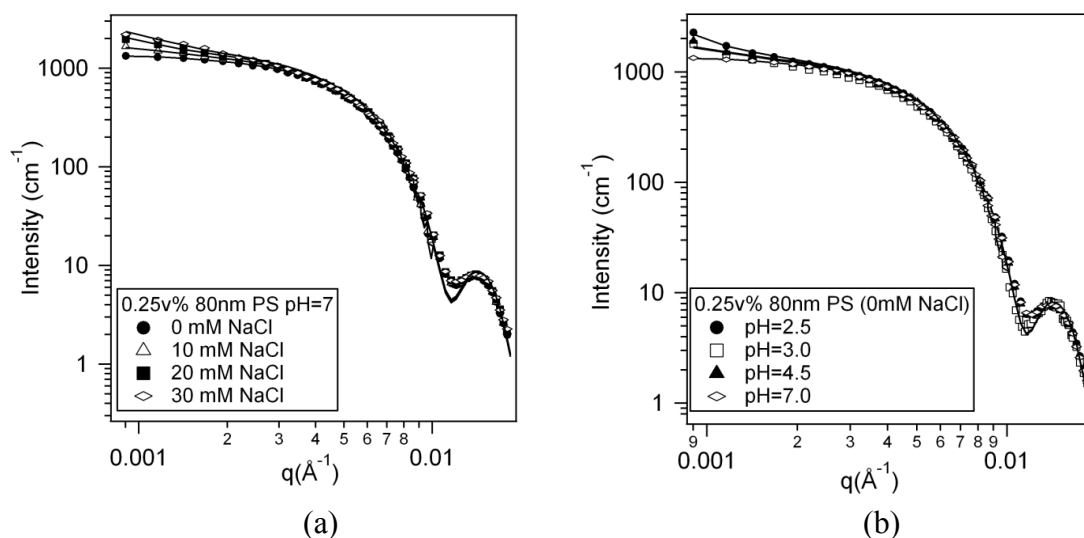 1000
100
10
1
Intensity (cm⁻¹)
0.25v% 80nm PS pH=7
0 mM NaCl
10 mM NaCl
20 mM NaCl
30 mM NaCl
2 3 4 5 6 7 8
0.001 0.01
q(Å⁻¹)
(a)
1000
100
10
1
Intensity (cm⁻¹)
0.25v% 80nm PS (0mM NaCl)
pH=2.5
pH=3.0
pH=4.5
pH=7.0
9 2 3 4 5 6 7 8 9
0.001 0.01
q(Å⁻¹)
(b)